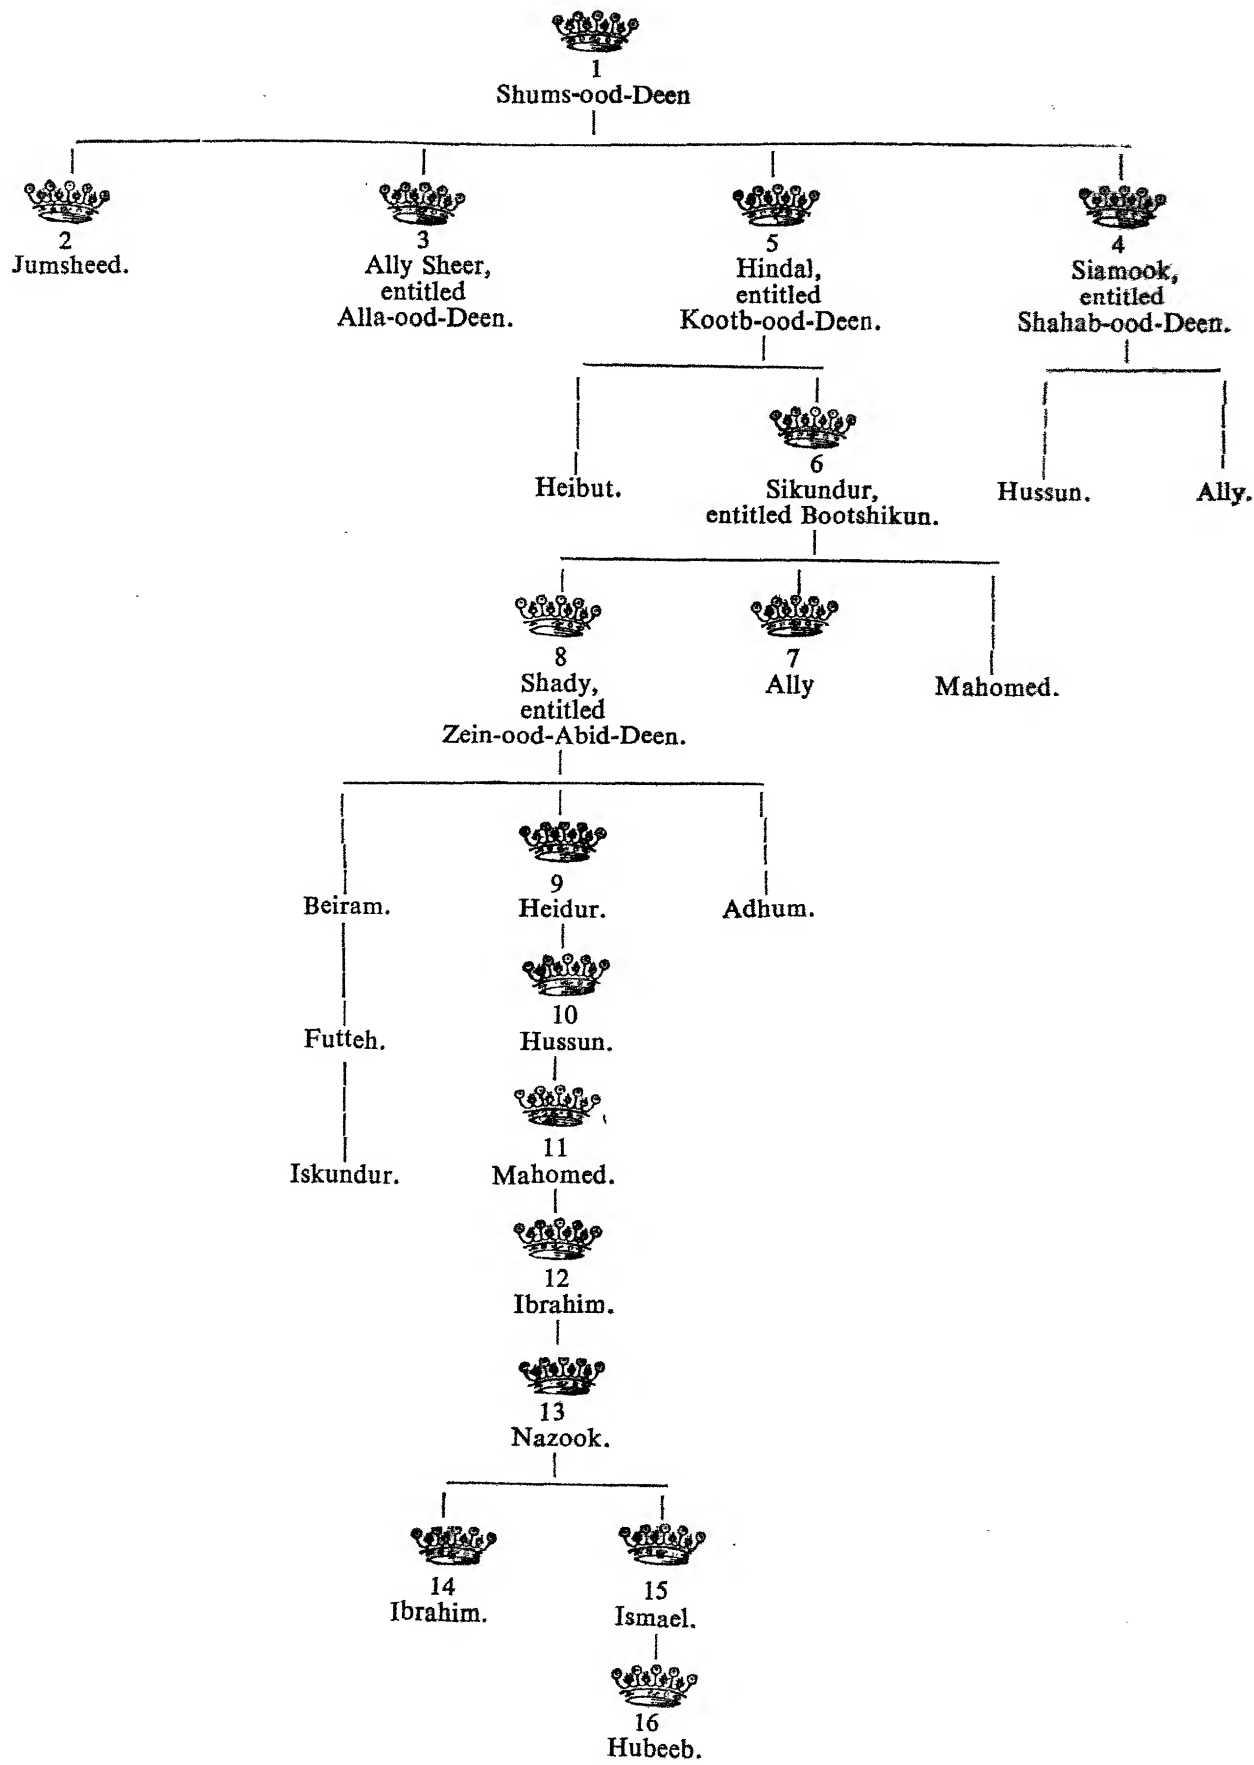 1
Shums-ood-Deen
2
Jumsheed.
3
Ally Sheer,
entitled
Alla-ood-Deen.
5
Hindal,
entitled
Kootb-ood-Deen.
4
Siamook,
entitled
Shahab-ood-Deen.
Heibut.
6
Sikundur,
entitled Bootshikun.
Hussun.
Ally.
8
Shady,
entitled
Zein-ood-Abid-Deen.
7
Ally
Mahomed.
Beiram.
9
Heidur.
Adhum.
Futteh.
10
Hussun.
Iskundur.
11
Mahomed.
12
Ibrahim.
13
Nazook.
14
Ibrahim.
15
Ismael.
16
Hubeeb.